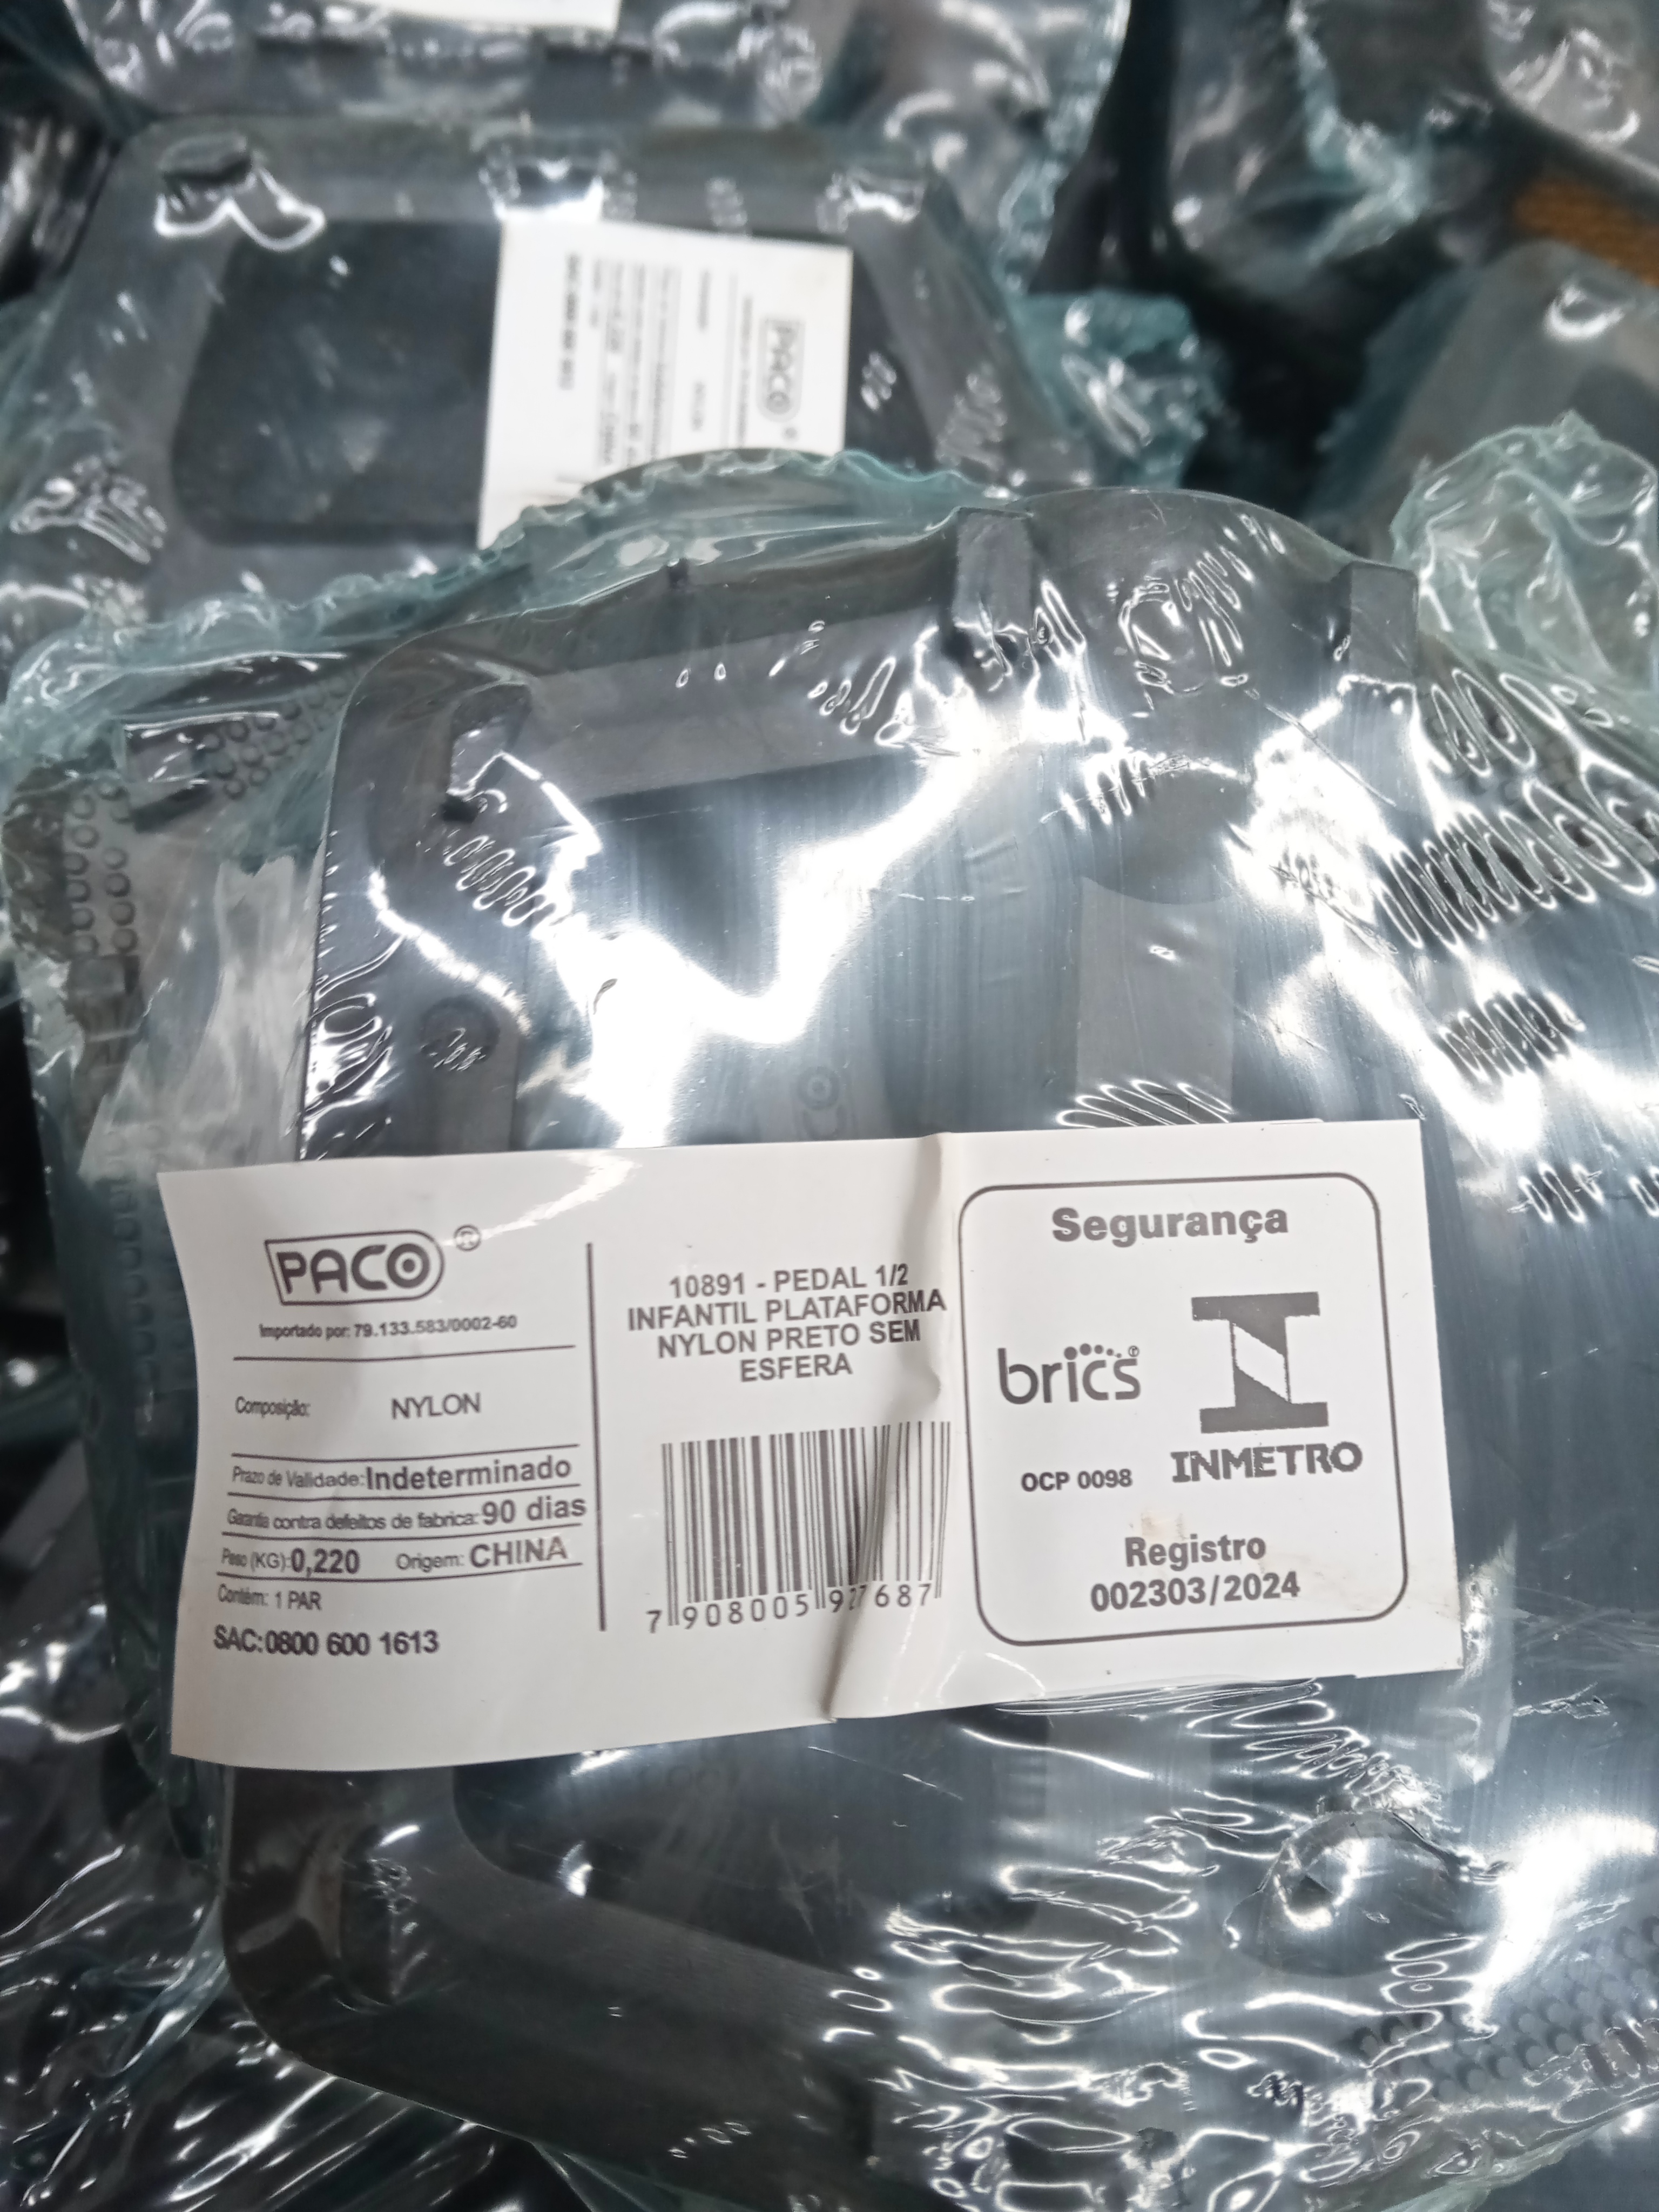 PACO®
Importado por: 79.133.583/0002-60
Composição: NYLON
Prazo de Validade: Indeterminado
Garantia contra defeitos de fabrica: 90 dias
Peso (KG): 0,220 Origem: CHINA
Contém: 1 PAR
SAC: 0800 600 1613
10891 - PEDAL 1/2
INFANTIL PLATAFORMA
NYLON PRETO SEM
ESFERA
7 908005 927687
Segurança
brics®
OCP 0098
INMETRO
Registro
002303/2024
PACO®